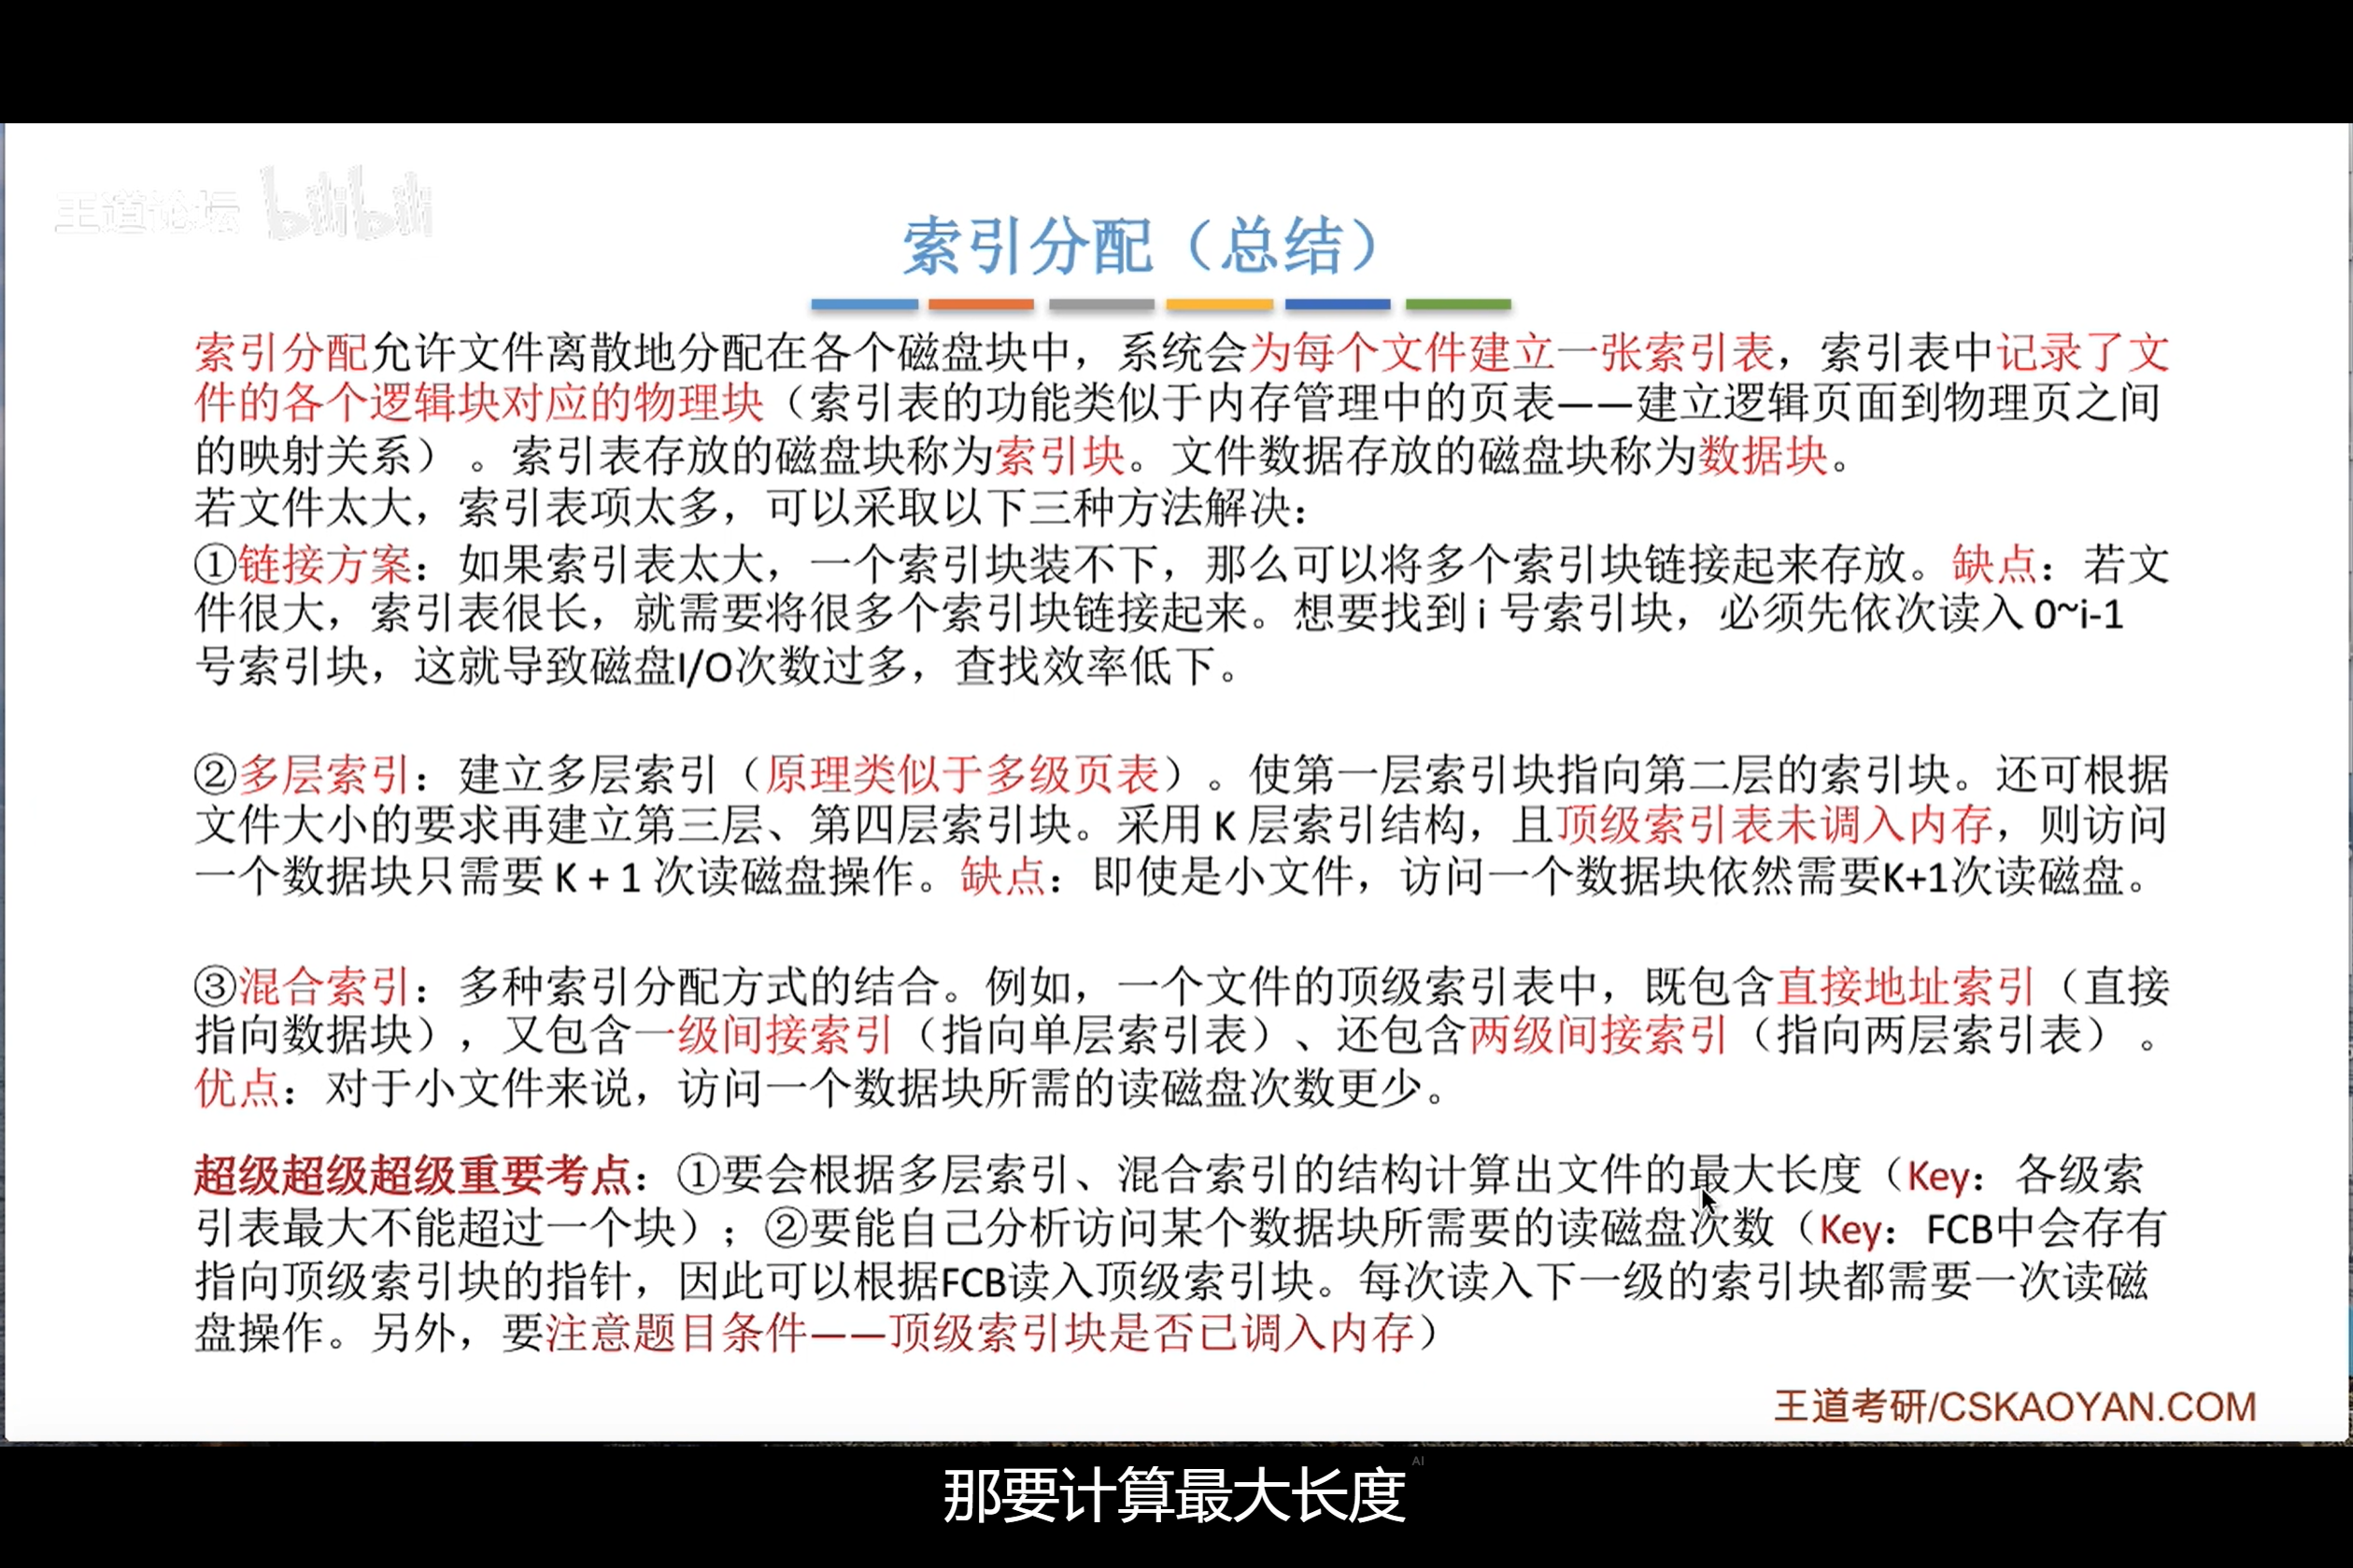 王道论坛 bilibili
索引分配（总结）
索引分配允许文件离散地分配在各个磁盘块中，系统会为每个文件建立一张索引表，索引表中记录了文
件的各个逻辑块对应的物理块（索引表的功能类似于内存管理中的页表——建立逻辑页面到物理页之间
的映射关系）。索引表存放的磁盘块称为索引块。文件数据存放的磁盘块称为数据块。
若文件太大，索引表项太多，可以采取以下三种方法解决：
①链接方案：如果索引表太大，一个索引块装不下，那么可以将多个索引块链接起来存放。缺点：若文
件很大，索引表很长，就需要将很多个索引块链接起来。想要找到 i 号索引块，必须先依次读入 0~i-1
号索引块，这就导致磁盘I/O次数过多，查找效率低下。
②多层索引：建立多层索引（原理类似于多级页表）。使第一层索引块指向第二层的索引块。还可根据
文件大小的要求再建立第三层、第四层索引块。采用 K 层索引结构，且顶级索引表未调入内存，则访问
一个数据块只需要 K + 1 次读磁盘操作。缺点：即使是小文件，访问一个数据块依然需要K+1次读磁盘。
③混合索引：多种索引分配方式的结合。例如，一个文件的顶级索引表中，既包含直接地址索引（直接
指向数据块），又包含一级间接索引（指向单层索引表）、还包含两级间接索引（指向两层索引表）。
优点：对于小文件来说，访问一个数据块所需的读磁盘次数更少。
超级超级超级重要考点：①要会根据多层索引、混合索引的结构计算出文件的最大长度（Key：各级索
引表最大不能超过一个块）；②要能自己分析访问某个数据块所需要的读磁盘次数（Key：FCB中会存有
指向顶级索引块的指针，因此可以根据FCB读入顶级索引块。每次读入下一级的索引块都需要一次读磁
盘操作。另外，要注意题目条件——顶级索引块是否已调入内存）
王道考研/CSKAOYAN.COM
那要计算最大长度
AI